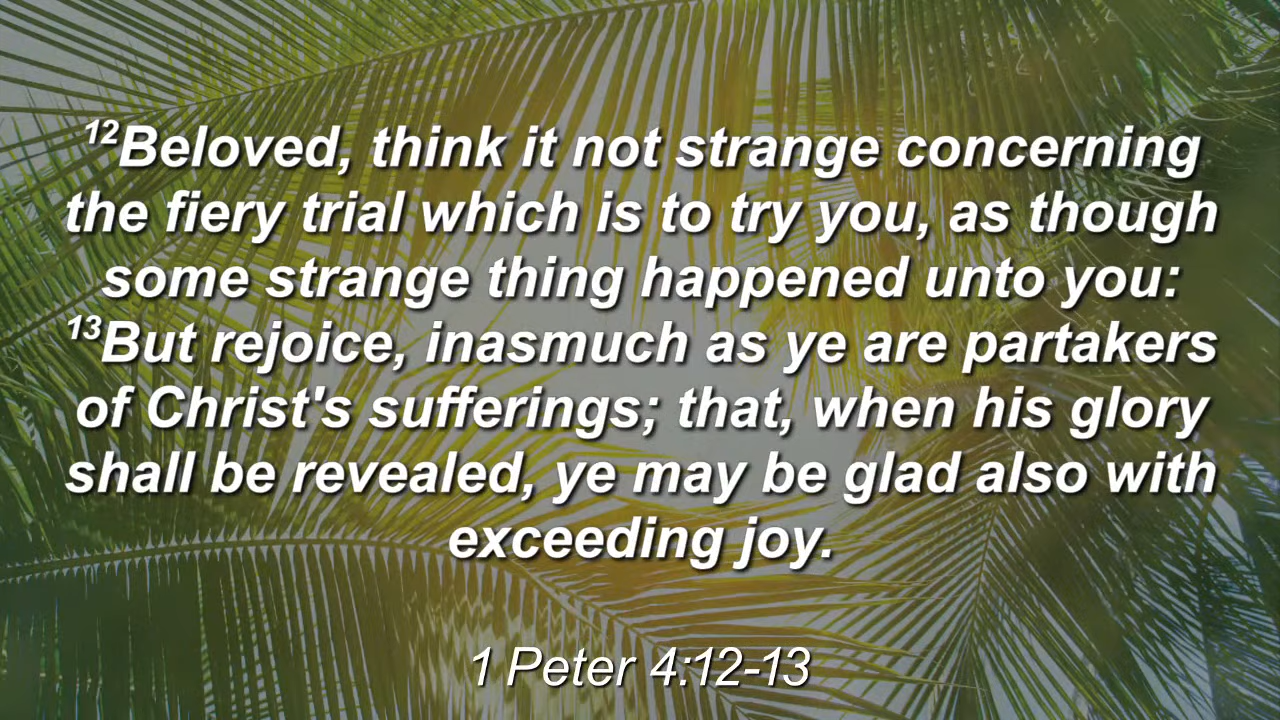 ¹²Beloved, think it not strange concerning
the fiery trial which is to try you, as though
some strange thing happened unto you:
¹³But rejoice, inasmuch as ye are partakers
of Christ's sufferings; that, when his glory
shall be revealed, ye may be glad also with
exceeding joy.
1 Peter 4:12-13